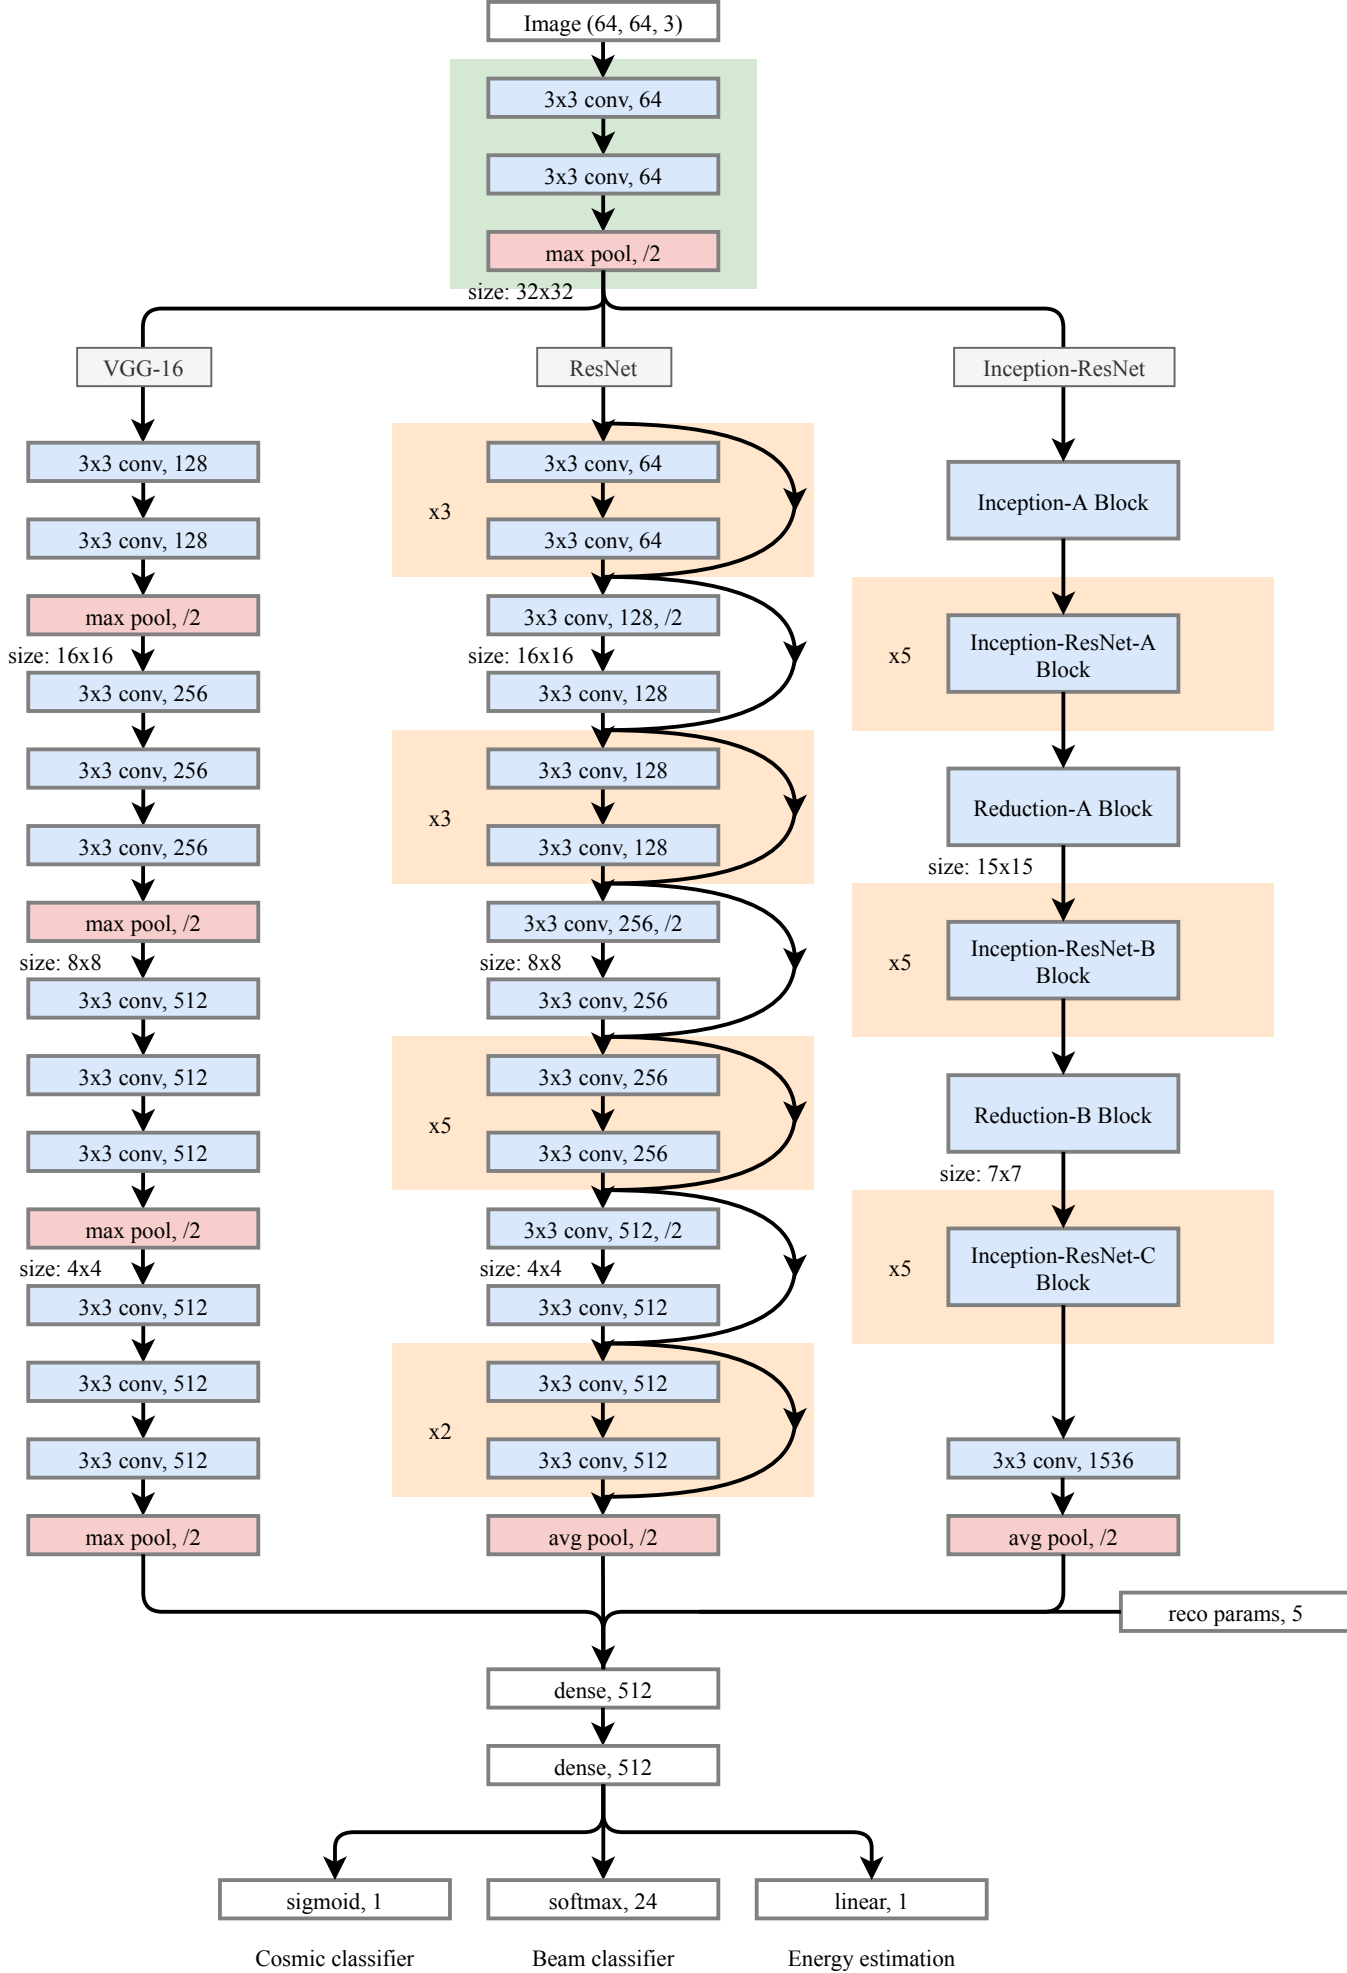 Image (64, 64, 3)
3x3 conv, 64
3x3 conv, 64
max pool, /2
size: 32x32
VGG-16
3x3 conv, 128
3x3 conv, 128
max pool, /2
size: 16x16
3x3 conv, 256
3x3 conv, 256
3x3 conv, 256
max pool, /2
size: 8x8
3x3 conv, 512
3x3 conv, 512
3x3 conv, 512
max pool, /2
size: 4x4
3x3 conv, 512
3x3 conv, 512
3x3 conv, 512
max pool, /2
ResNet
3x3 conv, 64
x3
3x3 conv, 64
3x3 conv, 128, /2
size: 16x16
3x3 conv, 128
3x3 conv, 128
x3
3x3 conv, 128
3x3 conv, 256, /2
size: 8x8
3x3 conv, 256
3x3 conv, 256
x5
3x3 conv, 256
3x3 conv, 512, /2
size: 4x4
3x3 conv, 512
3x3 conv, 512
x2
3x3 conv, 512
avg pool, /2
Inception-ResNet
Inception-A Block
x5
Inception-ResNet-A
Block
Reduction-A Block
size: 15x15
x5
Inception-ResNet-B
Block
Reduction-B Block
size: 7x7
x5
Inception-ResNet-C
Block
3x3 conv, 1536
avg pool, /2
reco params, 5
dense, 512
dense, 512
sigmoid, 1
softmax, 24
linear, 1
Cosmic classifier
Beam classifier
Energy estimation